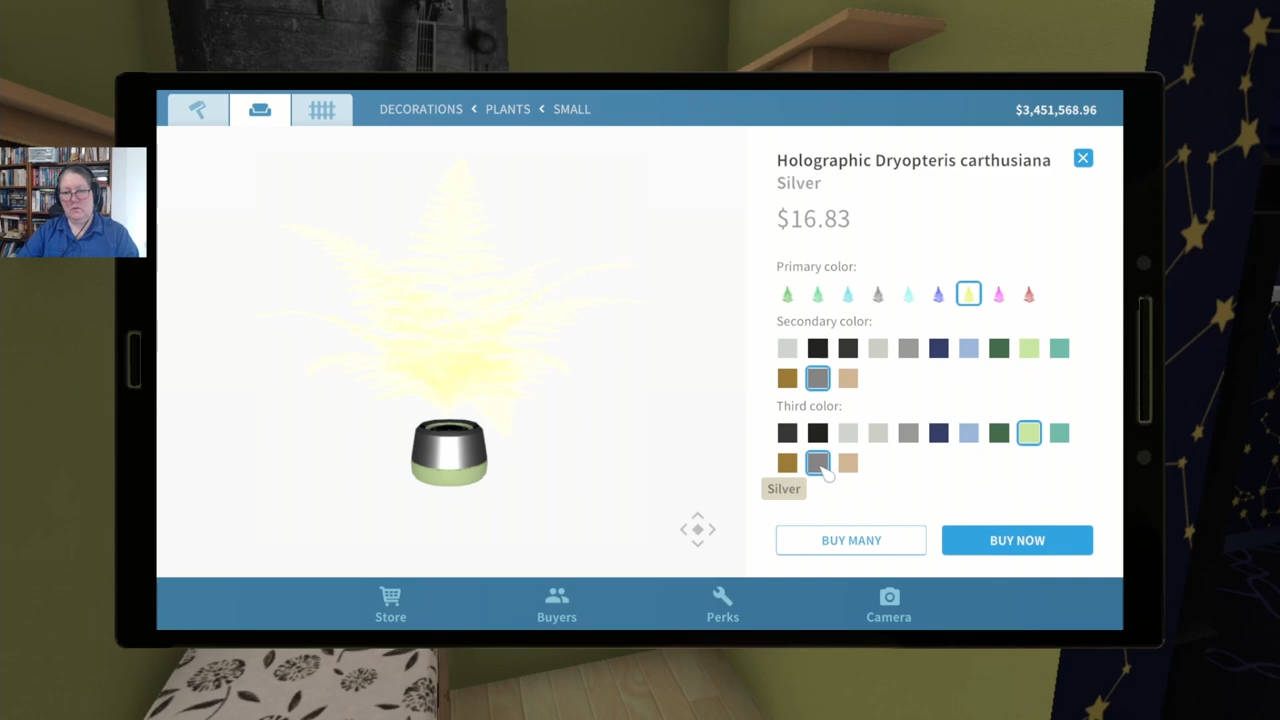 DECORATIONS < PLANTS < SMALL
$3,451,568.96
Holographic Dryopteris carthusiana
Silver
$16.83
Primary color:
Secondary color:
Third color:
Silver
BUY MANY
BUY NOW
Store
Buyers
Perks
Camera